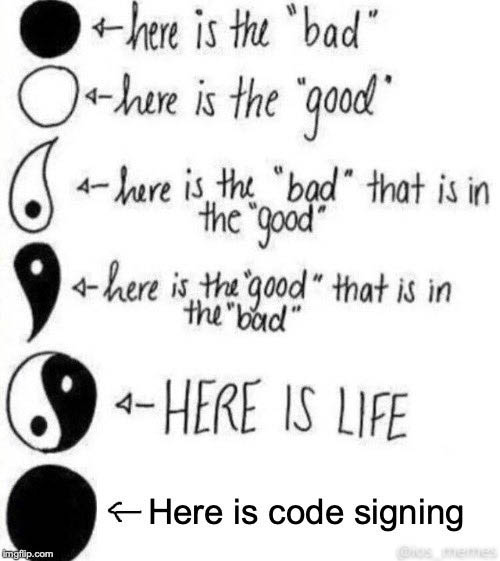 here is the "bad"
here is the "good"
here is the "bad" that is in
the "good"
here is the "good" that is in
the "bad"
HERE IS LIFE
Here is code signing
imgflip.com
@ios_memes